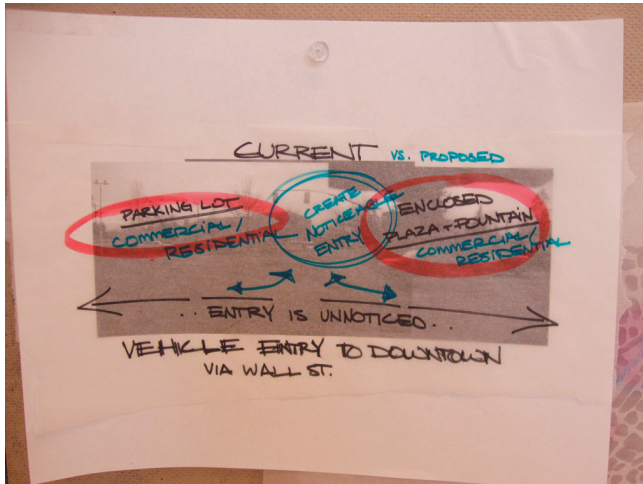 CURRENT VS. PROPOSED
PARKING LOT
COMMERCIAL/
RESIDENTIAL
CREATE
NOTICEABLE
ENTRY
ENCLOSED
PLAZA + FOUNTAIN
COMMERCIAL/
RESIDENTIAL
.. ENTRY IS UNNOTICED..
VEHICLE ENTRY TO DOWNTOWN
VIA WALL ST.